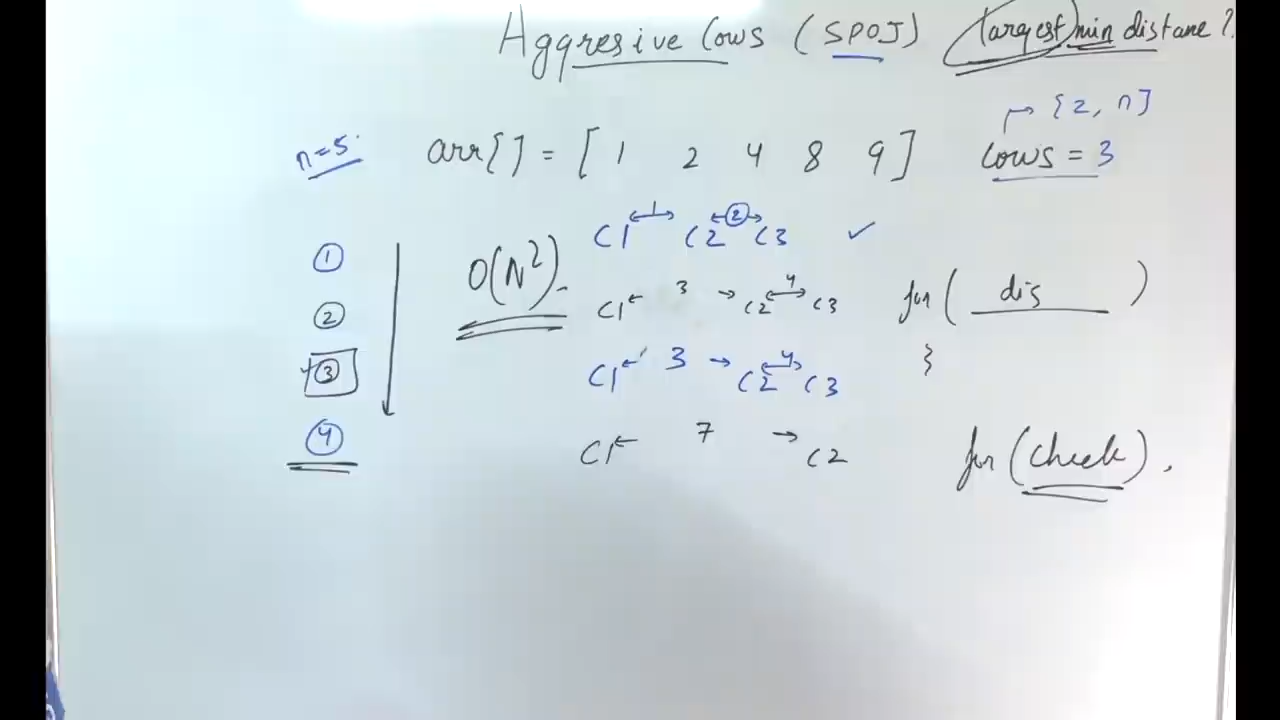 Aggresive Cows (SPOJ) (largest) min distane ?
→ [2, n]
n=5. arr[] = [ 1 2 4 8 9 ] Cows = 3
① C1 ←1→ C2 ←②→ C3 ✓
O(N²).
② C1 ← 3 → C2 ←4→ C3 for( dis )
③ C1 ← 3 → C2 ←4→ C3 }
④ C1 ← 7 → C2 for (check).